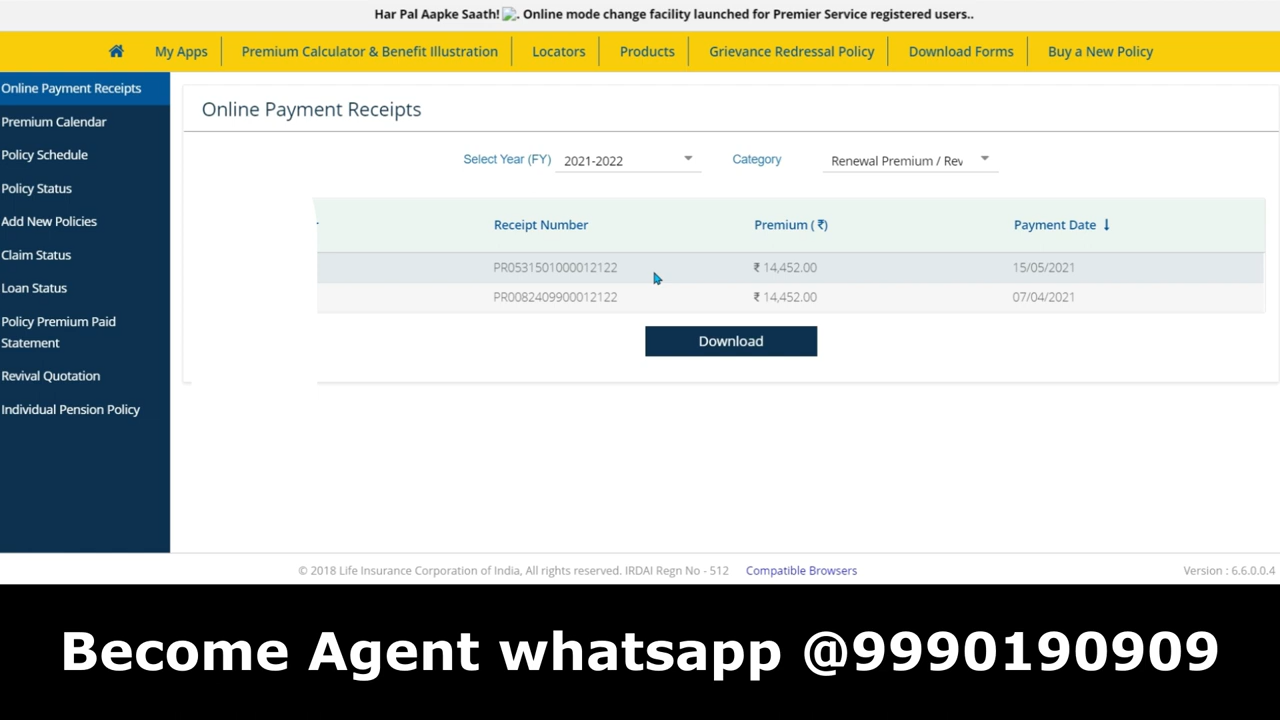 Har Pal Aapke Saath! . Online mode change facility launched for Premier Service registered users..
My Apps Premium Calculator & Benefit Illustration Locators Products Grievance Redressal Policy Download Forms Buy a New Policy
Online Payment Receipts
Premium Calendar
Policy Schedule
Policy Status
Add New Policies
Claim Status
Loan Status
Policy Premium Paid
Statement
Revival Quotation
Individual Pension Policy
Online Payment Receipts
Select Year (FY) 2021-2022 Category Renewal Premium / Rev
Receipt Number Premium ( ₹) Payment Date ↓
PR0531501000012122 ₹ 14,452.00 15/05/2021
PR0082409900012122 ₹ 14,452.00 07/04/2021
Download
© 2018 Life Insurance Corporation of India, All rights reserved. IRDAI Regn No - 512 Compatible Browsers Version : 6.6.0.0.4
Become Agent whatsapp @9990190909